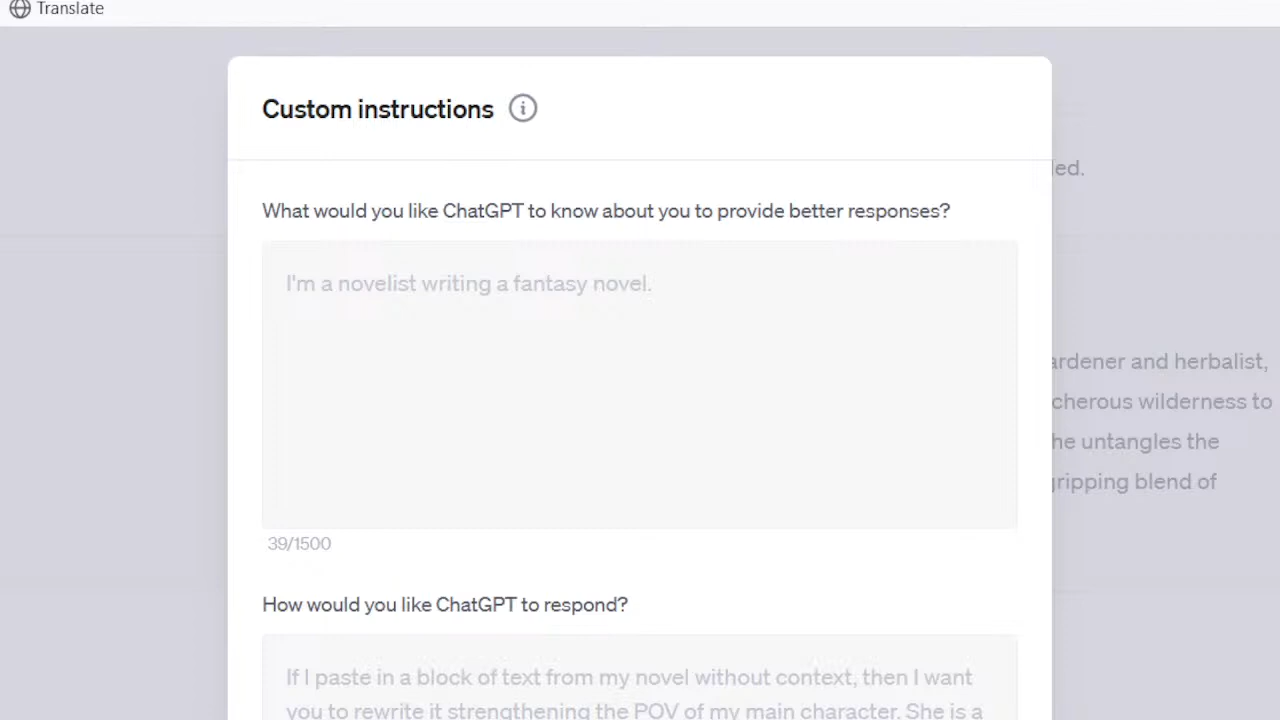 Translate
Custom instructions
What would you like ChatGPT to know about you to provide better responses?
I'm a novelist writing a fantasy novel.
39/1500
How would you like ChatGPT to respond?
If I paste in a block of text from my novel without context, then I want
you to rewrite it strengthening the POV of my main character. She is a
ed.
ardener and herbalist,
cherous wilderness to
he untangles the
gripping blend of